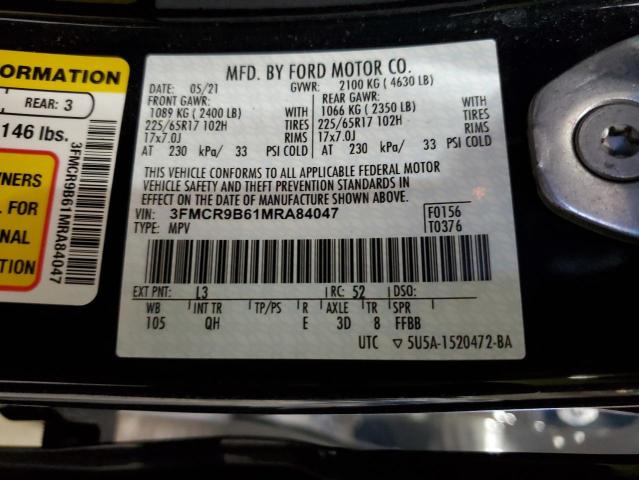 ORMATION
REAR: 3
146 lbs.
WNERS
L FOR
ONAL
ION
3FMCR9B61MRA84047
MFD. BY FORD MOTOR CO.
DATE: 05/21 GVWR: 2100 KG ( 4630 LB)
FRONT GAWR: REAR GAWR:
1089 KG ( 2400 LB) WITH 1066 KG ( 2350 LB) WITH
225/65R17 102H TIRES 225/65R17 102H TIRES
17x7.0J RIMS 17x7.0J RIMS
AT 230 kPa/ 33 PSI COLD AT 230 kPa/ 33 PSI COLD
THIS VEHICLE CONFORMS TO ALL APPLICABLE FEDERAL MOTOR
VEHICLE SAFETY AND THEFT PREVENTION STANDARDS IN
EFFECT ON THE DATE OF MANUFACTURE SHOWN ABOVE.
VIN: 3FMCR9B61MRA84047 F0156
TYPE: MPV T0376
EXT PNT: L3 RC: 52 DSO:
WB INT TR TP/PS R AXLE TR SPR
105 QH E 3D 8 FFBB
UTC ▽ 5U5A-1520472-BA